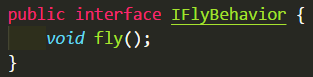 public interface IFlyBehavior {
    void fly();
}